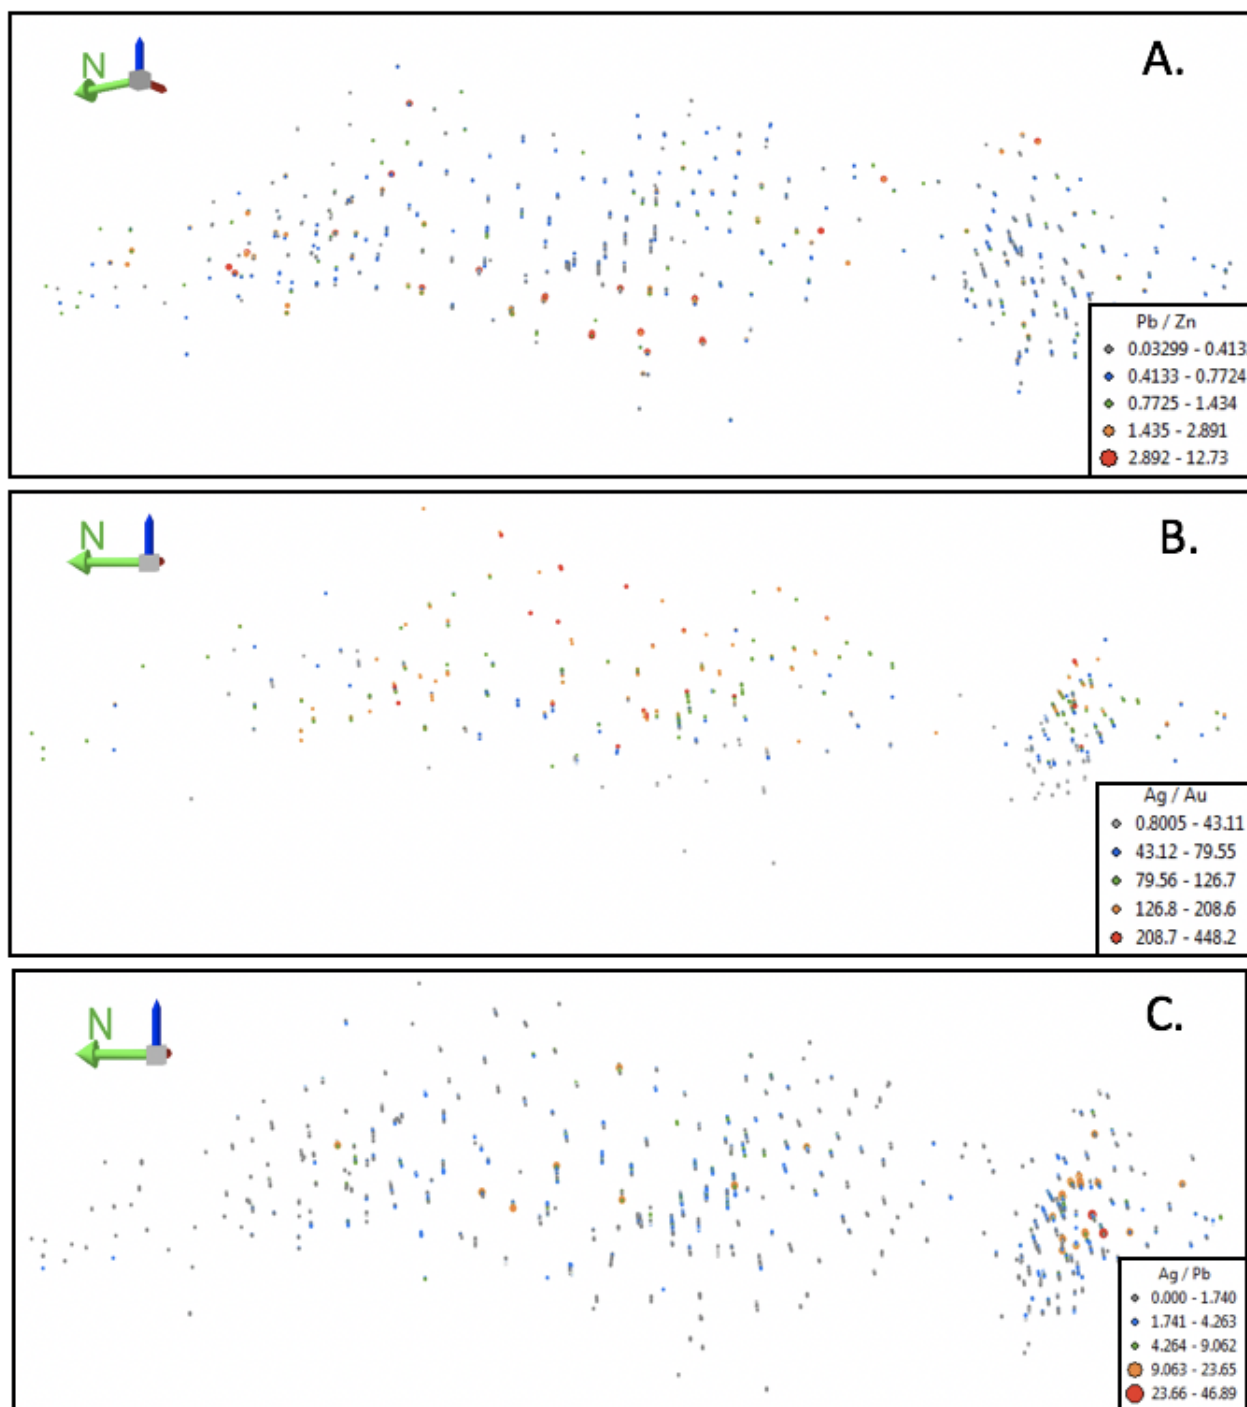 A.
N
Pb / Zn
0.03299 - 0.413
0.4133 - 0.7724
0.7725 - 1.434
1.435 - 2.891
2.892 - 12.73
B.
N
Ag / Au
0.8005 - 43.11
43.12 - 79.55
79.56 - 126.7
126.8 - 208.6
208.7 - 448.2
C.
N
Ag / Pb
0.000 - 1.740
1.741 - 4.263
4.264 - 9.062
9.063 - 23.65
23.66 - 46.89